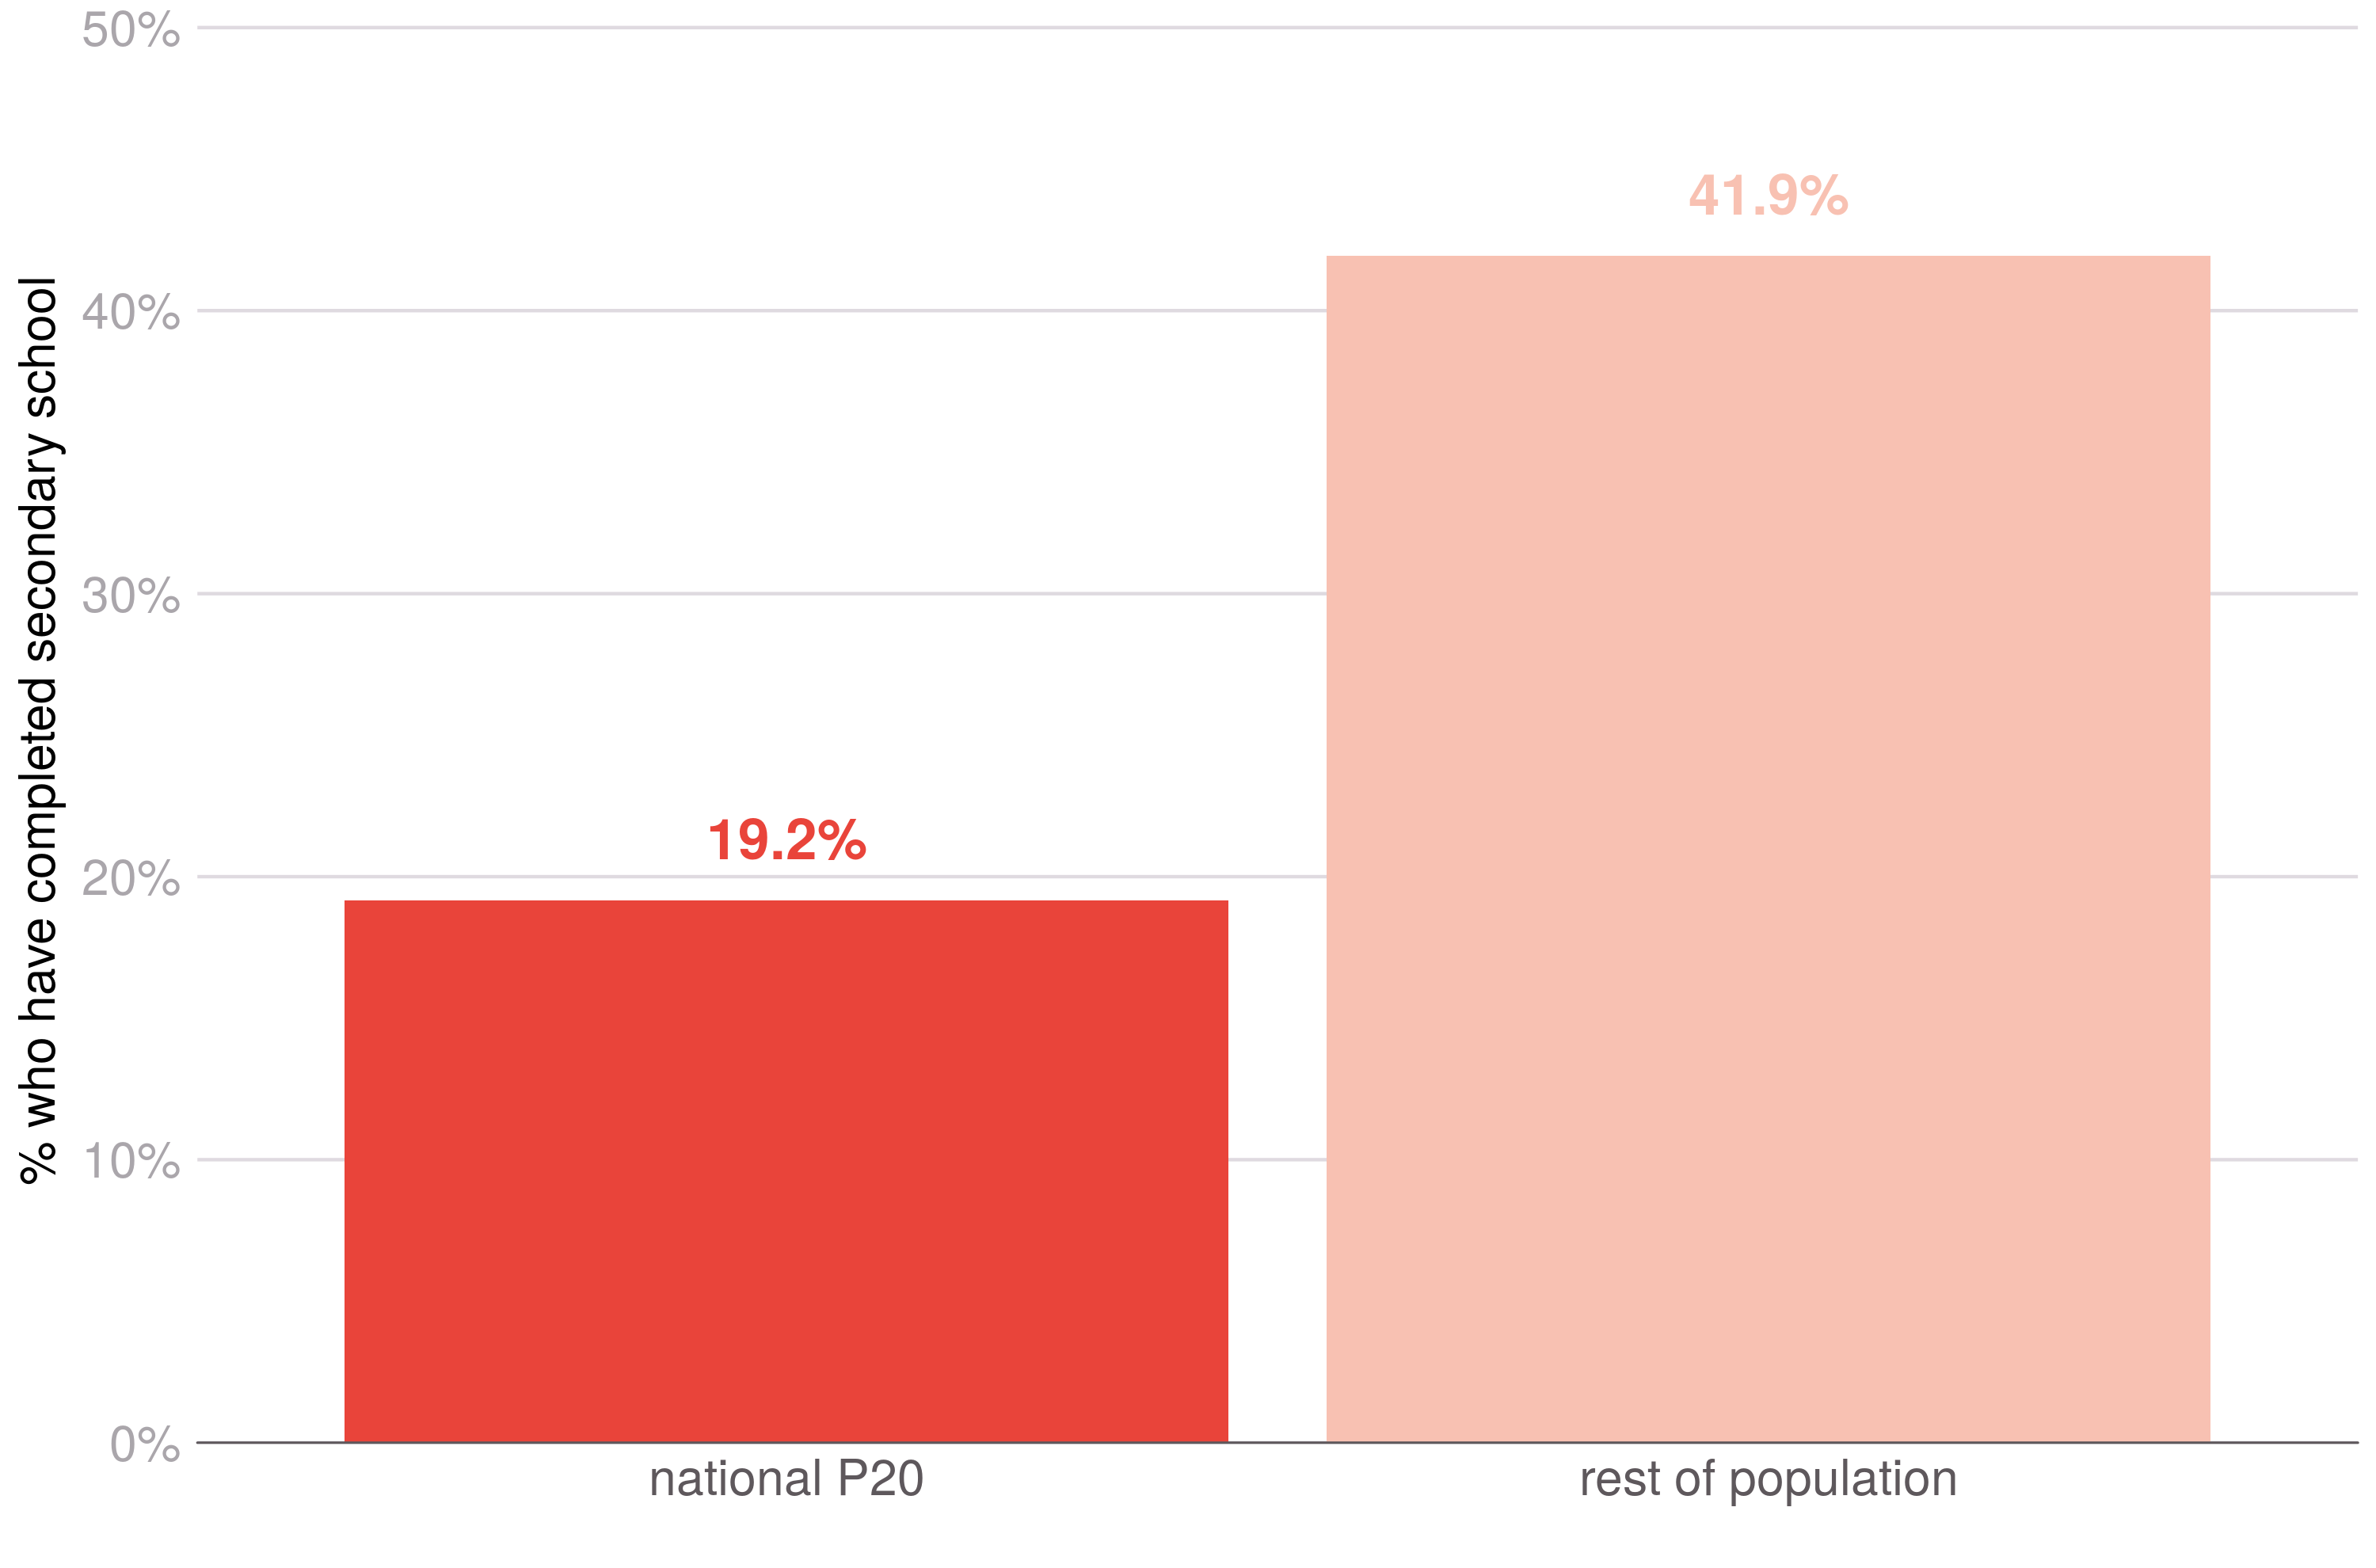 % who have completed secondary school
50%
40%
30%
20%
10%
0%
41.9%
19.2%
national P20
rest of population